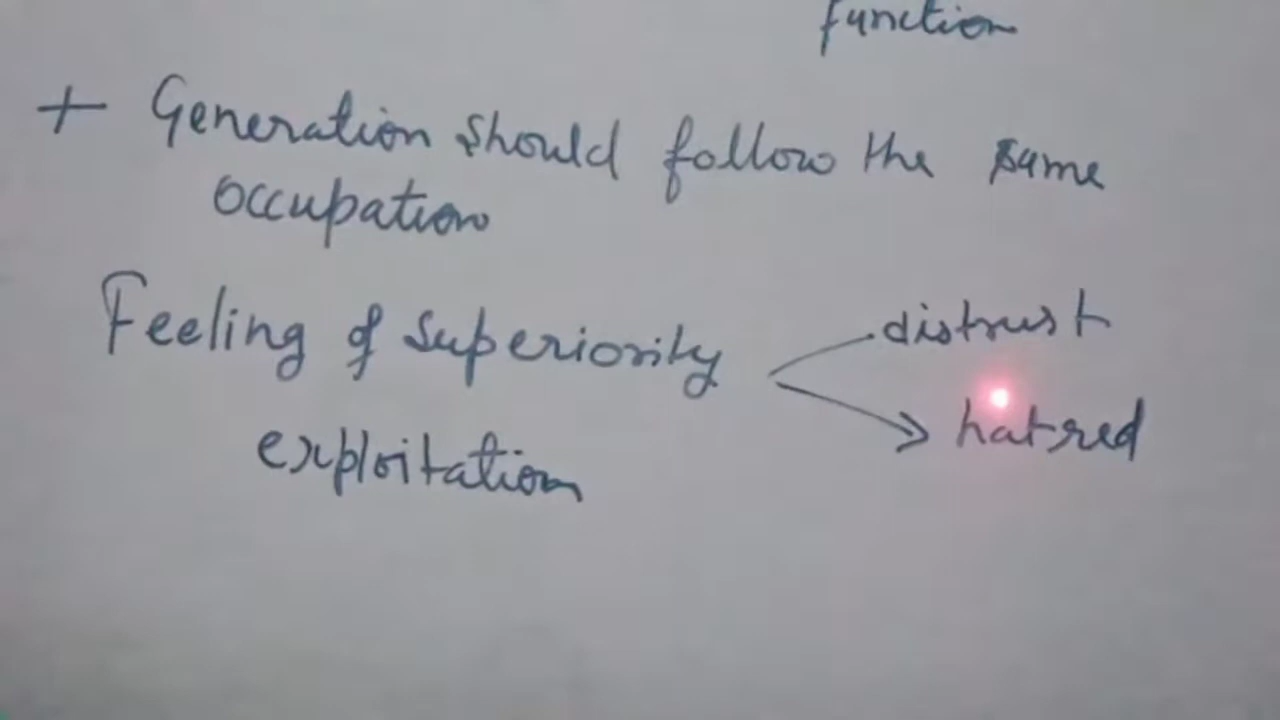 function
+ Generation should follow the same
occupation
Feeling of superiority
distrust
hatred
exploitation